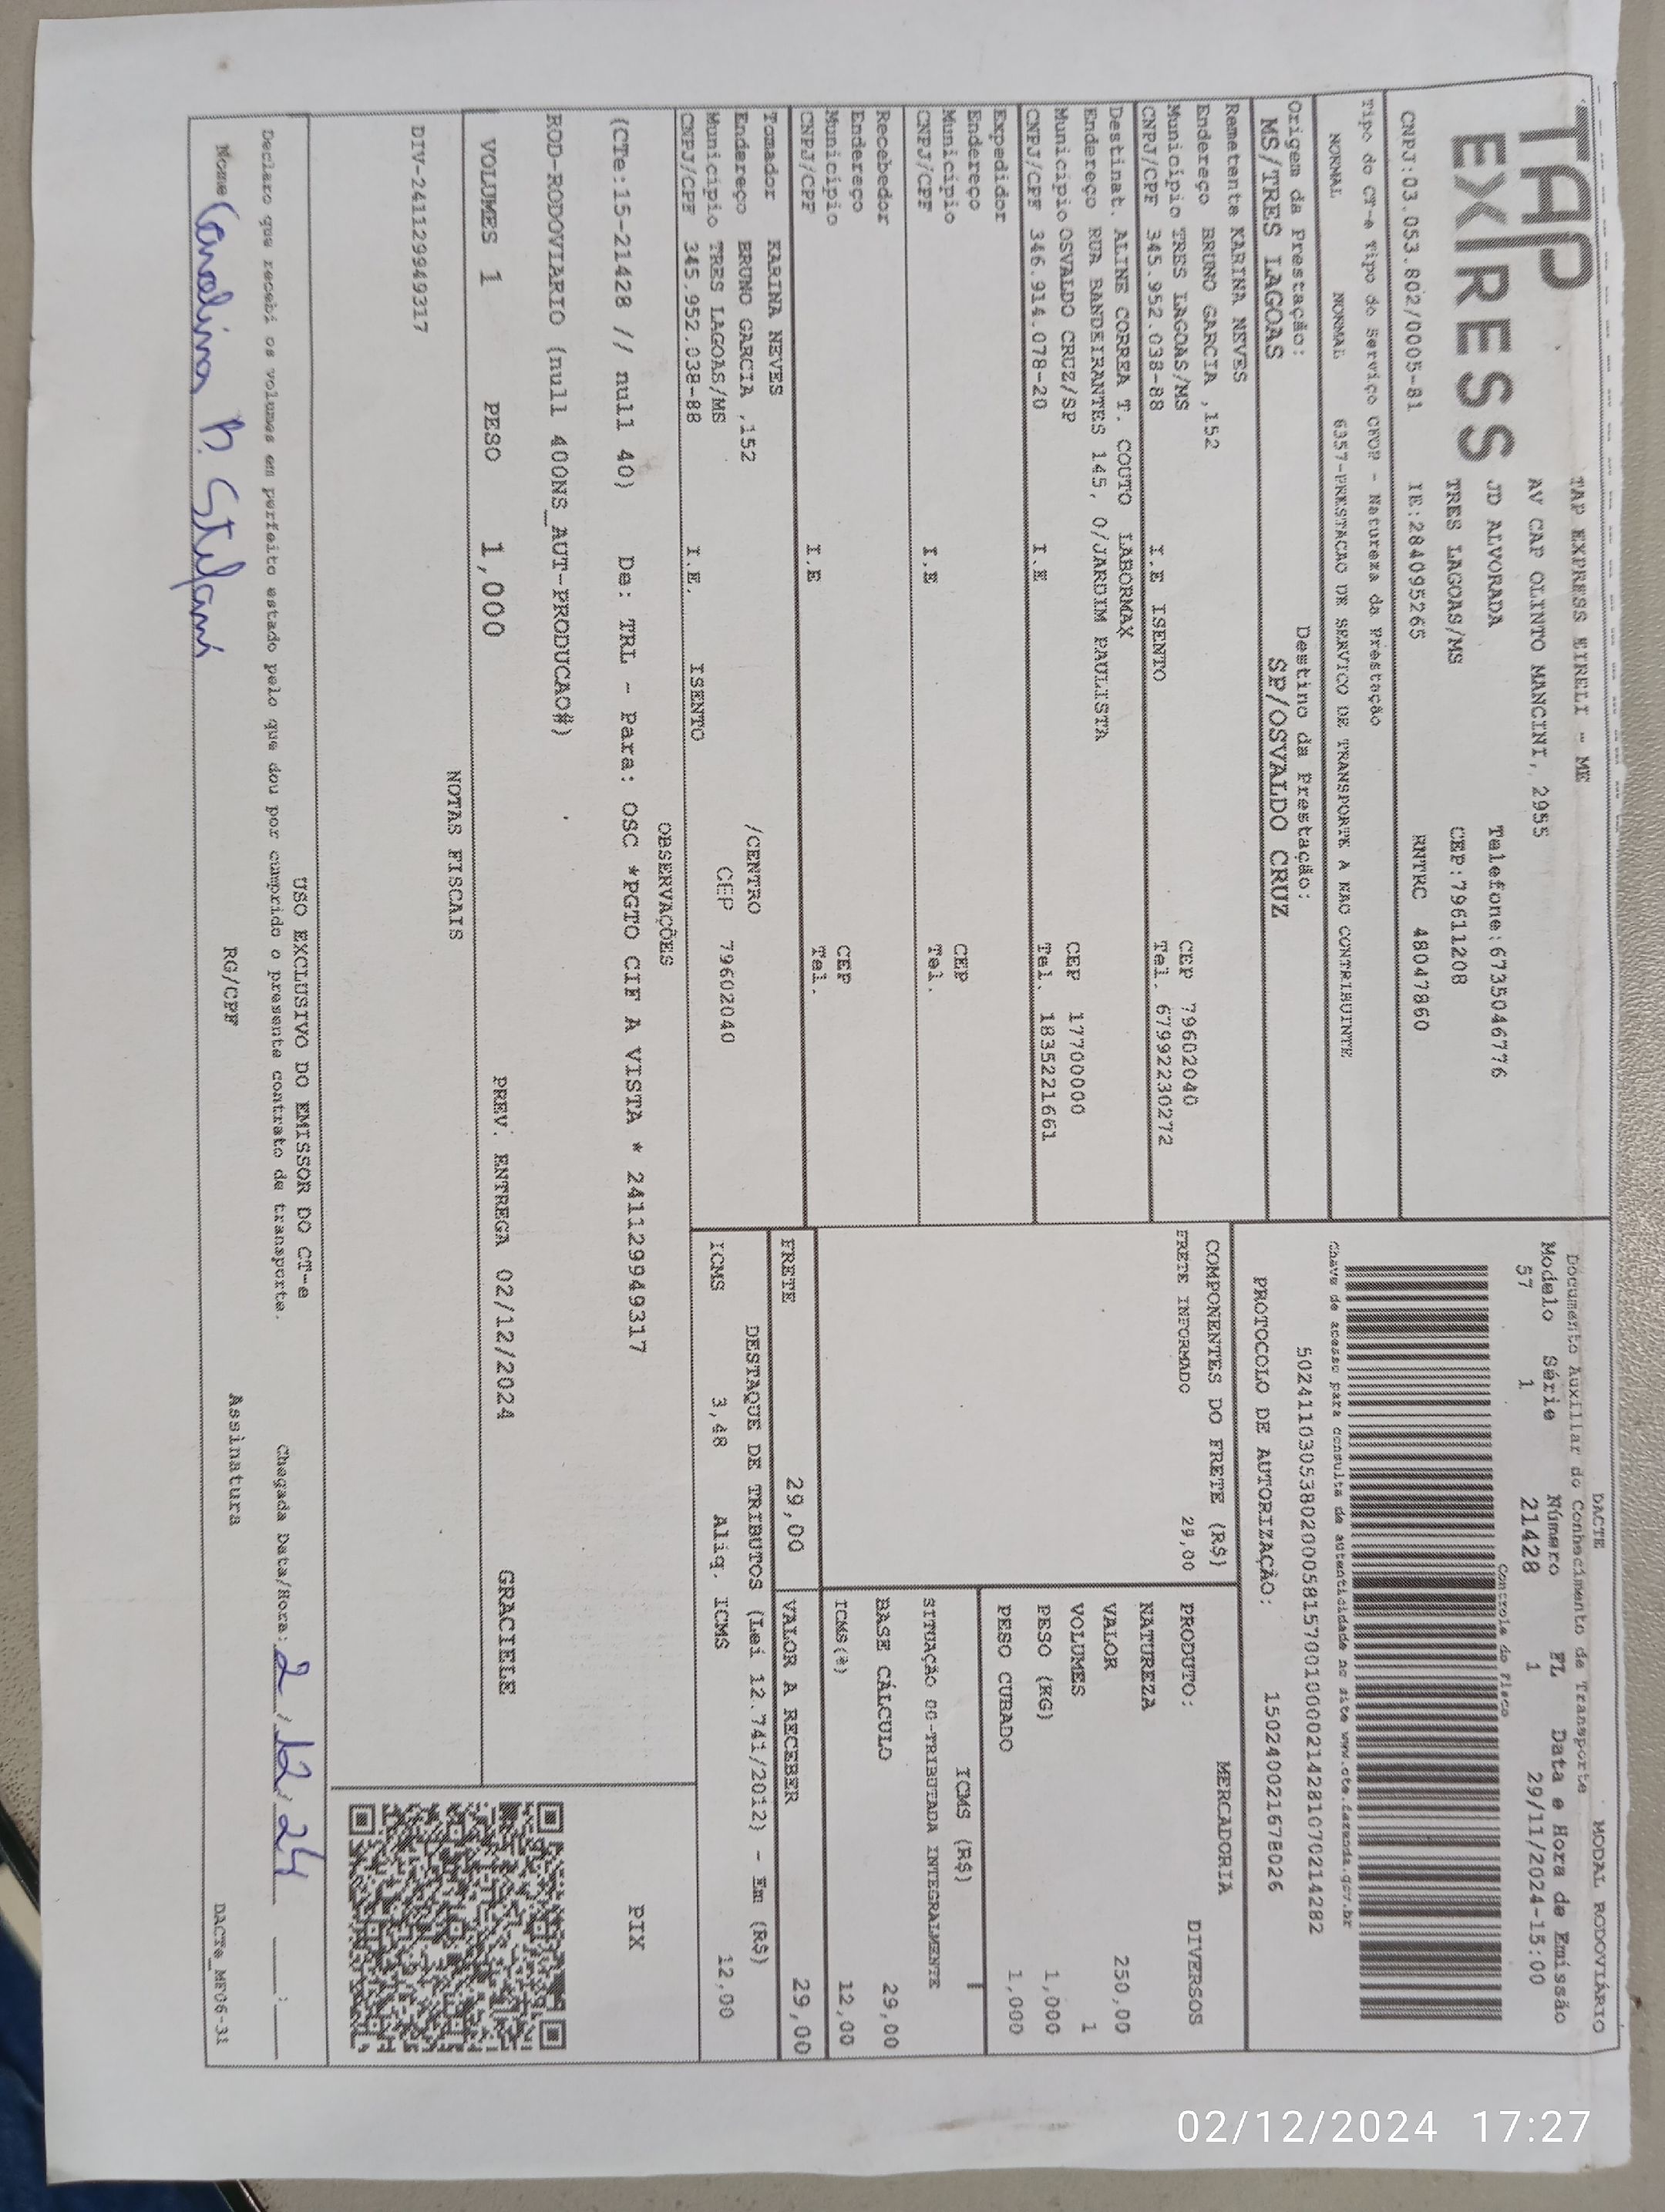 TAP
EXPRESS
TAP EXPRESS EIRELI - ME
AV CAP OLINTO MANCINI, 2955
JD ALVORADA Telefone:6735046776
TRES LAGOAS/MS CEP:79611208
CNPJ:03.053.802/0005-81 IE:284095265 RNTRC 48047860
DACTE MODAL RODOVIÁRIO
Documento Auxiliar do Conhecimento de Transporte
Modelo Série Número FL Data e Hora de Emissão
57 1 21428 1 29/11/2024-15:00
Controle do Fisco
Chave de acesso para consulta de autenticidade no site www.cte.fazenda.gov.br
50241103053802000581570010000214281070214282
PROTOCOLO DE AUTORIZAÇÃO: 150240021678026
Tipo do CT-e Tipo do Serviço CFOP - Natureza da Prestação
NORMAL NORMAL 6357-PRESTACAO DE SERVICO DE TRANSPORTE A NAO CONTRIBUINTE
Origem da Prestação: Destino da Prestação:
MS/TRES LAGOAS SP/OSVALDO CRUZ
Remetente KARINA NEVES
Endereço BRUNO GARCIA ,152
Município TRES LAGOAS/MS CEP 79602040
CNPJ/CPF 345.952.038-88 I.E ISENTO Tel. 67992230272
Destinat. ALINE CORREA T. COUTO LABORMAX
Endereço RUA BANDEIRANTES 145, 0/JARDIM PAULISTA
Município OSVALDO CRUZ/SP CEP 17700000
CNPJ/CPF 346.914.078-20 I.E Tel. 1835221661
Expedidor
Endereço
Município CEP
CNPJ/CPF I.E Tel.
Recebedor
Endereço
Município CEP
CNPJ/CPF I.E Tel.
Tomador KARINA NEVES
Endereço BRUNO GARCIA ,152 /CENTRO
Município TRES LAGOAS/MS CEP 79602040
CNPJ/CPF 345.952.038-88 I.E. ISENTO
COMPONENTES DO FRETE (R$)
FRETE INFORMADO 29,00
MERCADORIA
PRODUTO: DIVERSOS
NATUREZA
VALOR 250,00
VOLUMES 1
PESO (KG) 1,000
PESO CUBADO 1,000
ICMS (R$)
SITUAÇÃO 00-TRIBUTADA INTEGRALMENTE
BASE CÁLCULO 29,00
ICMS(%) 12,00
FRETE 29,00 VALOR A RECEBER 29,00
DESTAQUE DE TRIBUTOS (Lei 12.741/2012) - Em (R$)
ICMS 3,48 Aliq. ICMS 12,00
OBSERVAÇÕES
(CTe:15-21428 // null 40) De: TRL - Para: OSC *PGTO CIF A VISTA * 241129949317
ROD-RODOVIARIO (null 400NS_AUT-PRODUCAO#)
PIX
VOLUMES 1 PESO 1,000 PREV. ENTREGA 02/12/2024 GRACIELE
NOTAS FISCAIS
DIV-241129949317
USO EXCLUSIVO DO EMISSOR DO CT-e
Declaro que recebi os volumes em perfeito estado pelo que dou por cumprido o presente contrato de transporte. Chegada Data/Hora: 2/12/24 __:__
Nome Carolina B. Stefani RG/CPF Assinatura DACTe_MF06-31
02/12/2024 17:27